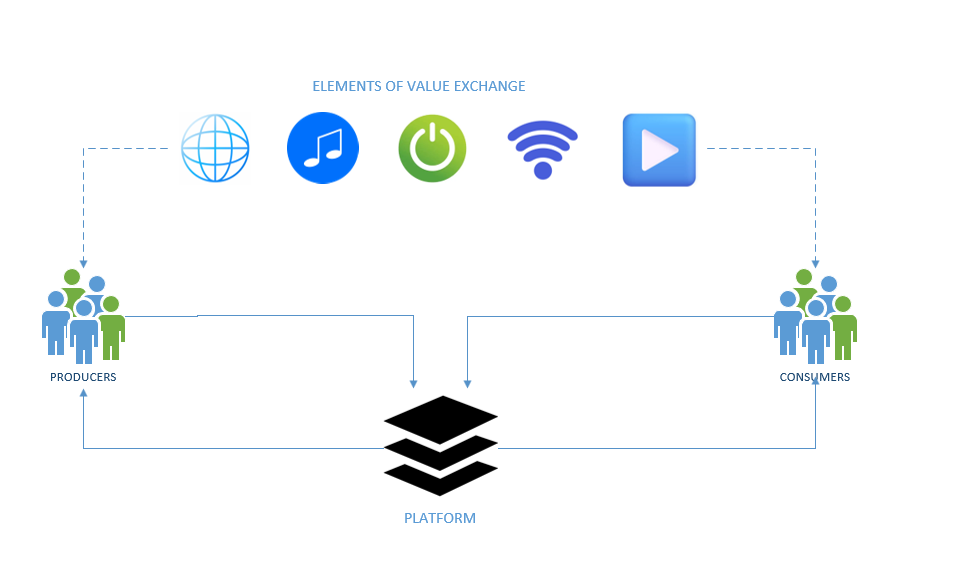 ELEMENTS OF VALUE EXCHANGE
PRODUCERS
CONSUMERS
PLATFORM